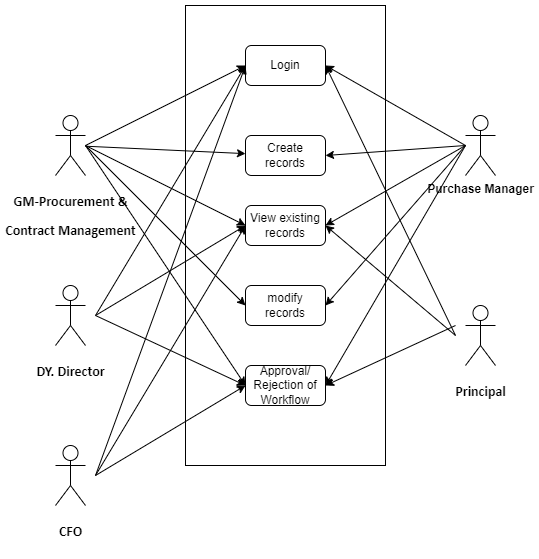 Login
Create
records
GM-Procurement &
Contract Management
Purchase Manager
View existing
records
modify
records
DY. Director
Approval/
Rejection of
Workflow
Principal
CFO